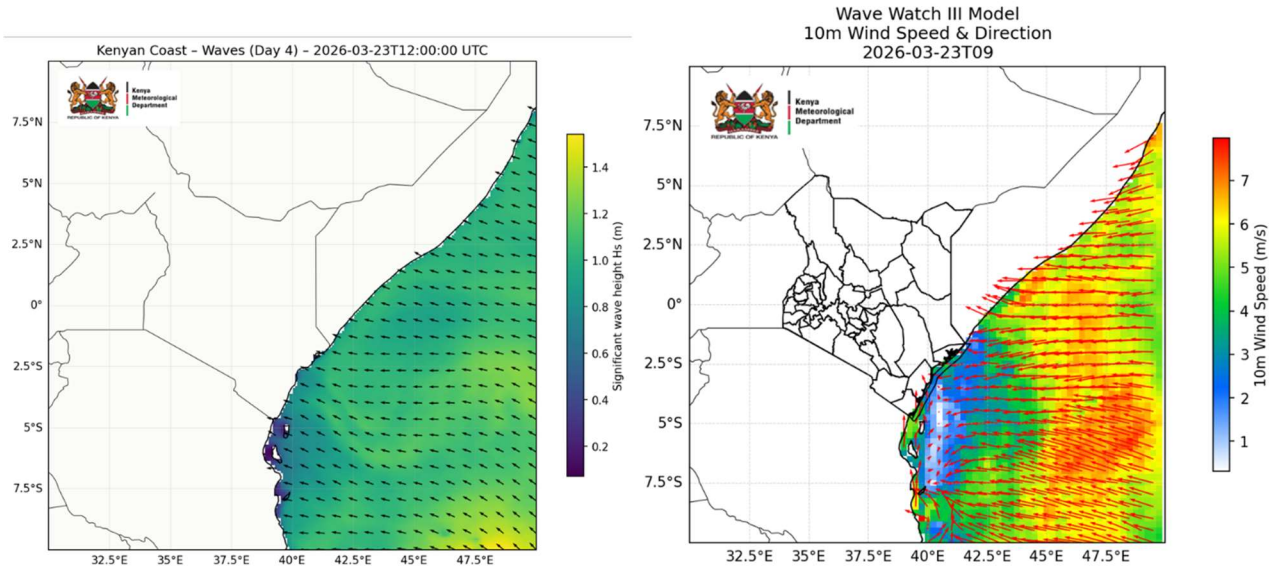 Kenyan Coast – Waves (Day 4) – 2026-03-23T12:00:00 UTC
Kenya
Meteorological
Department
REPUBLIC OF KENYA
7.5°N
5°N
2.5°N
0°
2.5°S
5°S
7.5°S
32.5°E
35°E
37.5°E
40°E
42.5°E
45°E
47.5°E
1.4
1.2
1.0
0.8
0.6
0.4
0.2
Significant wave height Hs (m)
Wave Watch III Model
10m Wind Speed & Direction
2026-03-23T09
Kenya
Meteorological
Department
REPUBLIC OF KENYA
7.5°N
5°N
2.5°N
0°
2.5°S
5°S
7.5°S
32.5°E
35°E
37.5°E
40°E
42.5°E
45°E
47.5°E
7
6
5
4
3
2
1
10m Wind Speed (m/s)